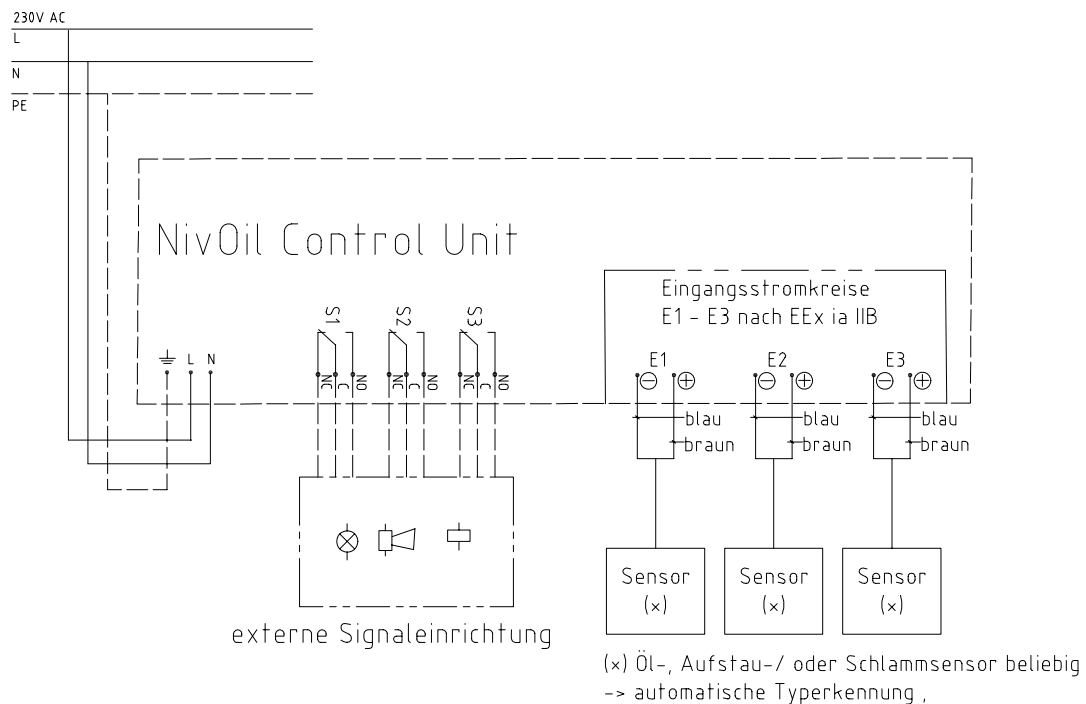 230V AC
L
N
PE
NivOil Control Unit
Eingangsstromkreise
E1 - E3 nach EEx ia IIB
S1 S2 S3
L N
NC C NO NC C NO NC C NO
E1 E2 E3
- + - + - +
blau blau blau
braun braun braun
Sensor Sensor Sensor
(x) (x) (x)
externe Signaleinrichtung
(x) Öl-, Aufstau-/ oder Schlammsensor beliebig
-> automatische Typerkennung ,